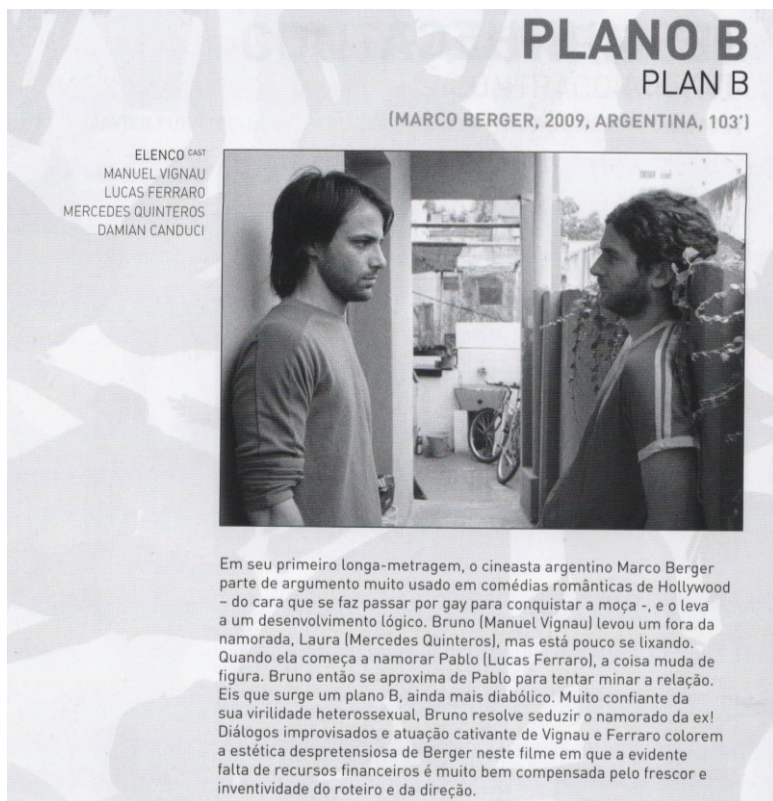 PLANO B
PLAN B
(MARCO BERGER, 2009, ARGENTINA, 103')
ELENCO CAST
MANUEL VIGNAU
LUCAS FERRARO
MERCEDES QUINTEROS
DAMIAN CANDUCI
Em seu primeiro longa-metragem, o cineasta argentino Marco Berger
parte de argumento muito usado em comédias românticas de Hollywood
– do cara que se faz passar por gay para conquistar a moça -, e o leva
a um desenvolvimento lógico. Bruno (Manuel Vignau) levou um fora da
namorada, Laura (Mercedes Quinteros), mas está pouco se lixando.
Quando ela começa a namorar Pablo (Lucas Ferraro), a coisa muda de
figura. Bruno então se aproxima de Pablo para tentar minar a relação.
Eis que surge um plano B, ainda mais diabólico. Muito confiante da
sua virilidade heterossexual, Bruno resolve seduzir o namorado da ex!
Diálogos improvisados e atuação cativante de Vignau e Ferraro colorem
a estética despretensiosa de Berger neste filme em que a evidente
falta de recursos financeiros é muito bem compensada pelo frescor e
inventividade do roteiro e da direção.